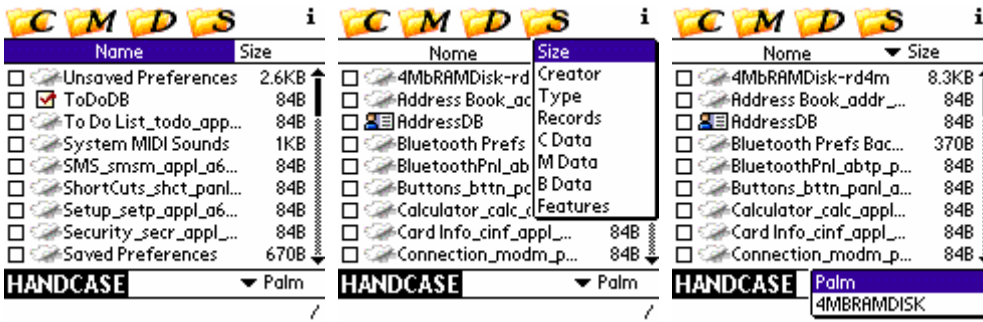 C M D S i
Name Size
Unsaved Preferences 2.6KB
ToDoDB 84B
To Do List_todo_app... 84B
System MIDI Sounds 1KB
SMS_smsm_appl_a6... 84B
ShortCuts_shct_panl... 84B
Setup_setp_appl_a6... 84B
Security_secr_appl_... 84B
Saved Preferences 670B
HANDCASE Palm
C M D S i
Nome Size
4MbRAMDisk-rd Creator
Address Book_ac Type
AddressDB Records
Bluetooth Prefs C Data
BluetoothPnl_ab M Data
Buttons_bttn_pc B Data
Calculator_calc_c Features
Card Info_cinf_appl_... 84B
Connection_modm_p... 84B
HANDCASE Palm
C M D S i
Nome Size
4MbRAMDisk-rd4m 8.3KB
Address Book_addr_... 84B
AddressDB 84B
Bluetooth Prefs Bac... 370B
BluetoothPnl_abtp_p... 84B
Buttons_bttn_panl_a... 84B
Calculator_calc_appl... 84B
Card Info_cinf_appl_... 84B
Connection_modm_p... 84B
HANDCASE Palm
4MBRAMDISK